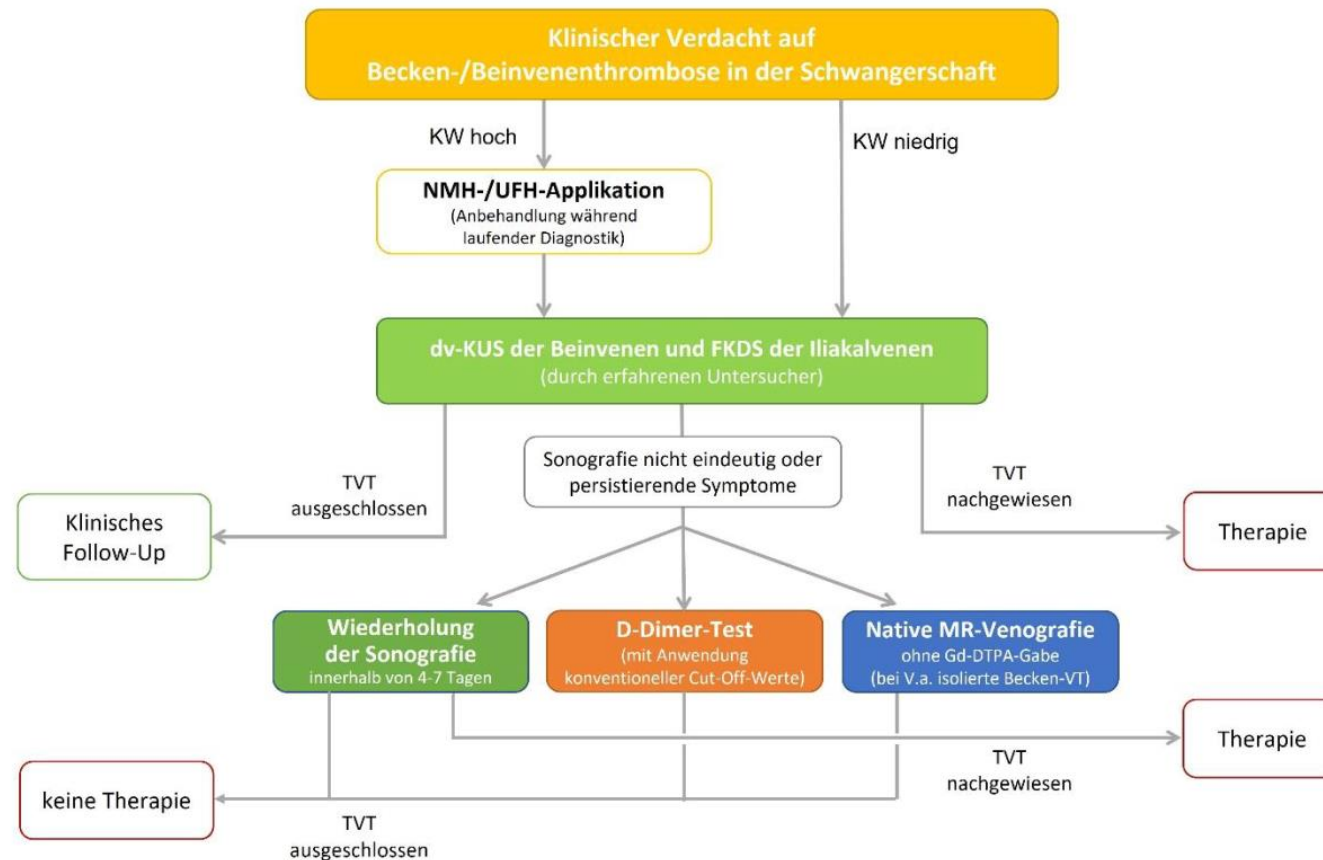 Klinischer Verdacht auf
Becken-/Beinvenenthrombose in der Schwangerschaft
KW hoch
KW niedrig
NMH-/UFH-Applikation
(Anbehandlung während
laufender Diagnostik)
dv-KUS der Beinvenen und FKDS der Iliakalvenen
(durch erfahrenen Untersucher)
TVT
ausgeschlossen
Sonografie nicht eindeutig oder
persistierende Symptome
TVT
nachgewiesen
Klinisches
Follow-Up
Therapie
Wiederholung
der Sonografie
innerhalb von 4-7 Tagen
D-Dimer-Test
(mit Anwendung
konventioneller Cut-Off-Werte)
Native MR-Venografie
ohne Gd-DTPA-Gabe
(bei V.a. isolierte Becken-VT)
Therapie
TVT
nachgewiesen
keine Therapie
TVT
ausgeschlossen